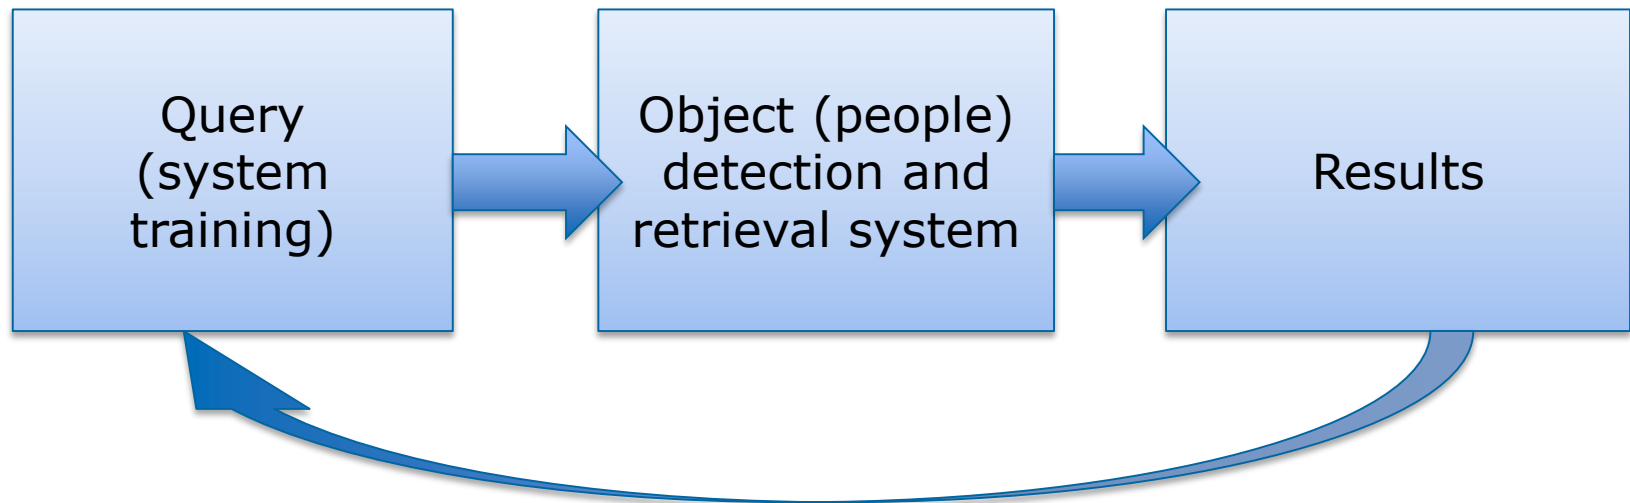 Query
(system
training)
Object (people)
detection and
retrieval system
Results